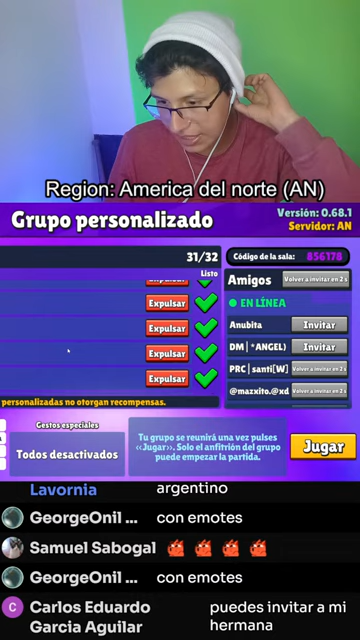 Region: America del norte (AN)
Grupo personalizado
Versión: 0.68.1
Servidor: AN
31/32
Código de la sala: 856178
Listo
Amigos
Volver a invitar en 2 s
Expulsar
EN LÍNEA
Expulsar
Anubita
Invitar
Expulsar
DM | *ANGEL)
Invitar
Expulsar
PRC | santi[W]
Volver a invitar en 2 s
Expulsar
@mazxito.@xd
Volver a invitar en 2 s
personalizadas no otorgan recompensas.
Gestos especiales
Todos desactivados
Tu grupo se reunirá una vez pulses
<<Jugar>>. Solo el anfitrión del grupo
puede empezar la partida.
Jugar
Lavornia argentino
GeorgeOnil ... con emotes
Samuel Sabogal
GeorgeOnil ... con emotes
C
Carlos Eduardo
Garcia Aguilar
puedes invitar a mi
hermana